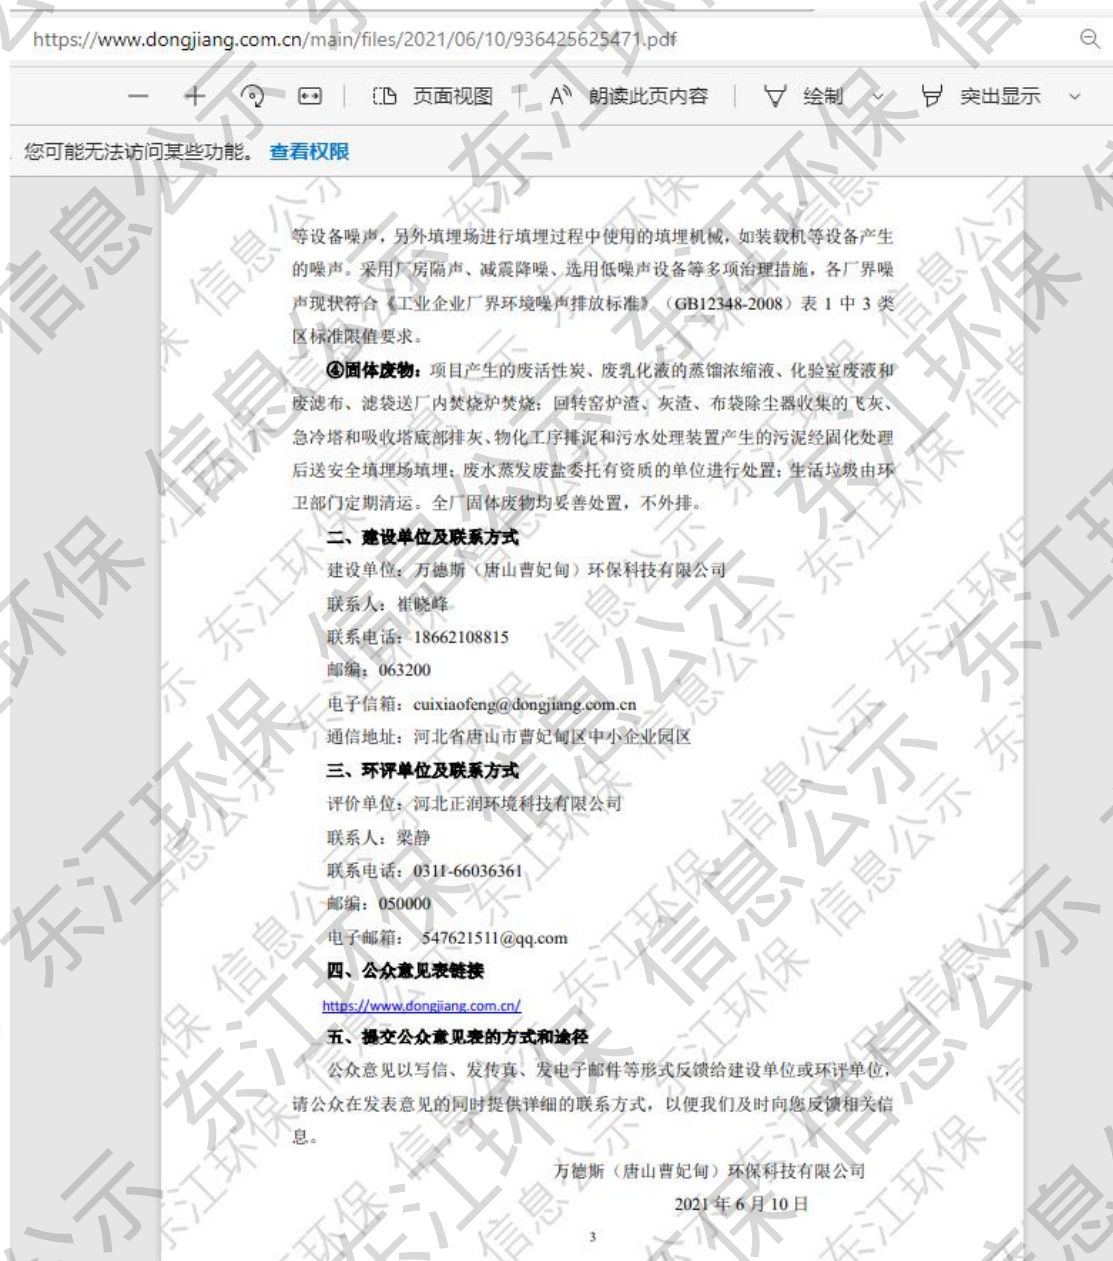 https://www.dongjiang.com.cn/main/files/2021/06/10/936425625471.pdf
页面视图 朗读此页内容 绘制 突出显示
您可能无法访问某些功能。 查看权限
等设备噪声，另外填埋场进行填埋过程中使用的填埋机械，如装载机等设备产生
的噪声。采用厂房隔声、减震降噪、选用低噪声设备等多项治理措施，各厂界噪
声现状符合《工业企业厂界环境噪声排放标准》（GB12348-2008）表 1 中 3 类
区标准限值要求。
④固体废物：项目产生的废活性炭、废乳化液的蒸馏浓缩液、化验室废液和
废滤布、滤袋送厂内焚烧炉焚烧；回转窑炉渣、灰渣、布袋除尘器收集的飞灰、
急冷塔和吸收塔底部排灰、物化工序排泥和污水处理装置产生的污泥经固化处理
后送安全填埋场填埋；废水蒸发废盐委托有资质的单位进行处置；生活垃圾由环
卫部门定期清运。全厂固体废物均妥善处置，不外排。
二、建设单位及联系方式
建设单位：万德斯（唐山曹妃甸）环保科技有限公司
联系人：崔晓峰
联系电话：18662108815
邮编：063200
电子信箱：cuixiaofeng@dongjiang.com.cn
通信地址：河北省唐山市曹妃甸区中小企业园区
三、环评单位及联系方式
评价单位：河北正润环境科技有限公司
联系人：梁静
联系电话：0311-66036361
邮编：050000
电子邮箱： 547621511@qq.com
四、公众意见表链接
https://www.dongjiang.com.cn/
五、提交公众意见表的方式和途径
公众意见以写信、发传真、发电子邮件等形式反馈给建设单位或环评单位，
请公众在发表意见的同时提供详细的联系方式，以便我们及时向您反馈相关信
息。
万德斯（唐山曹妃甸）环保科技有限公司
2021 年 6 月 10 日
3
东江环保 信息公示